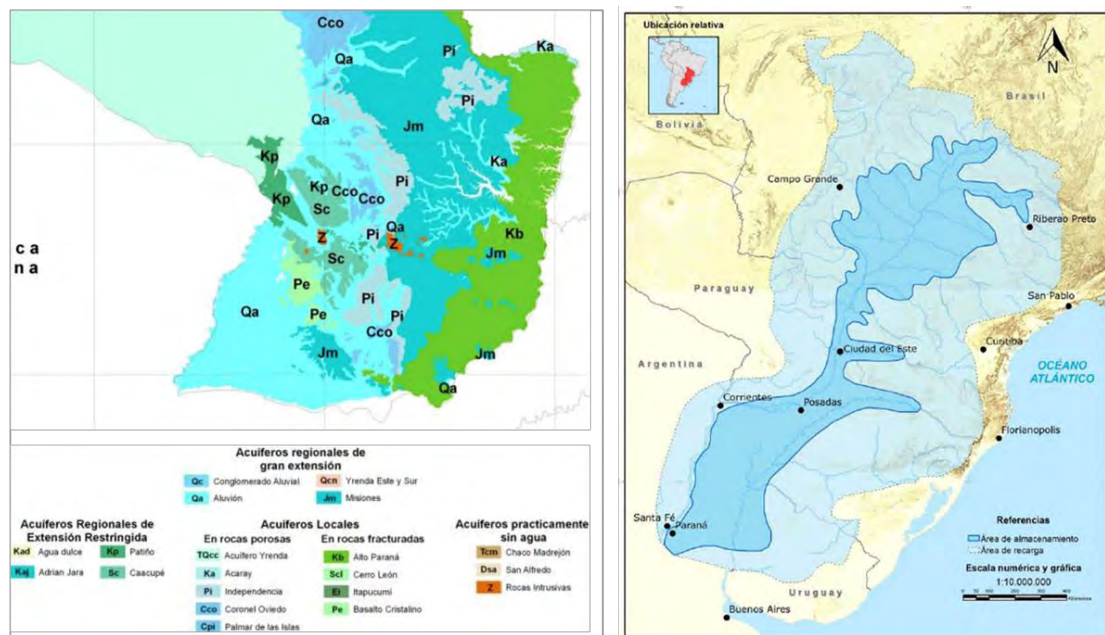 Cco
Ka
Pi
Qa
Pi
Qa
Jm
Kp
Ka
Kp
Cco
Pi
Sc
Cco
Kp
Qa
Kb
Z
Pi
Z
Jm
c a
n a
Sc
Pe
Pi
Qa
Pe
Pi
Cco
Jm
Jm
Qa
Acuíferos regionales de
gran extensión
Qc Conglomerado Aluvial
Qcn Yrenda Este y Sur
Qa Aluvión
Jm Misiones
Acuíferos Regionales de
Extensión Restringida
Kad Agua dulce
Kp Patiño
Kaj Adrian Jara
Sc Caacupé
Acuíferos Locales
En rocas porosas
TQcc Acuífero Yrenda
Ka Acaray
Pi Independencia
Cco Coronel Oviedo
Cpi Palmar de las Islas
En rocas fracturadas
Kb Alto Paraná
Scl Cerro León
Ei Itapucumí
Pe Basalto Cristalino
Acuíferos practicamente
sin agua
Tcm Chaco Madrejón
Dsa San Alfredo
Z Rocas Intrusivas
Ubicación relativa
N
Brasil
Bolivia
Campo Grande
Riberao Preto
Paraguay
San Pablo
Ciudad del Este
Curitiba
OCÉANO
ATLÁNTICO
Argentina
Corrientes
Posadas
Florianopolis
Santa Fé
Paraná
Referencias
Área de almacenamiento
Área de recarga
Escala numérica y gráfica
1:10.000.000
Uruguay
Buenos Aires